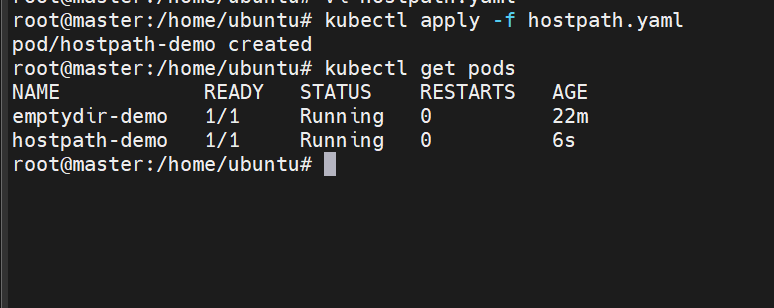 root@master:/home/ubuntu# vi hostpath.yaml
root@master:/home/ubuntu# kubectl apply -f hostpath.yaml
pod/hostpath-demo created
root@master:/home/ubuntu# kubectl get pods
NAME            READY   STATUS    RESTARTS   AGE
emptydir-demo   1/1     Running   0          22m
hostpath-demo   1/1     Running   0          6s
root@master:/home/ubuntu#